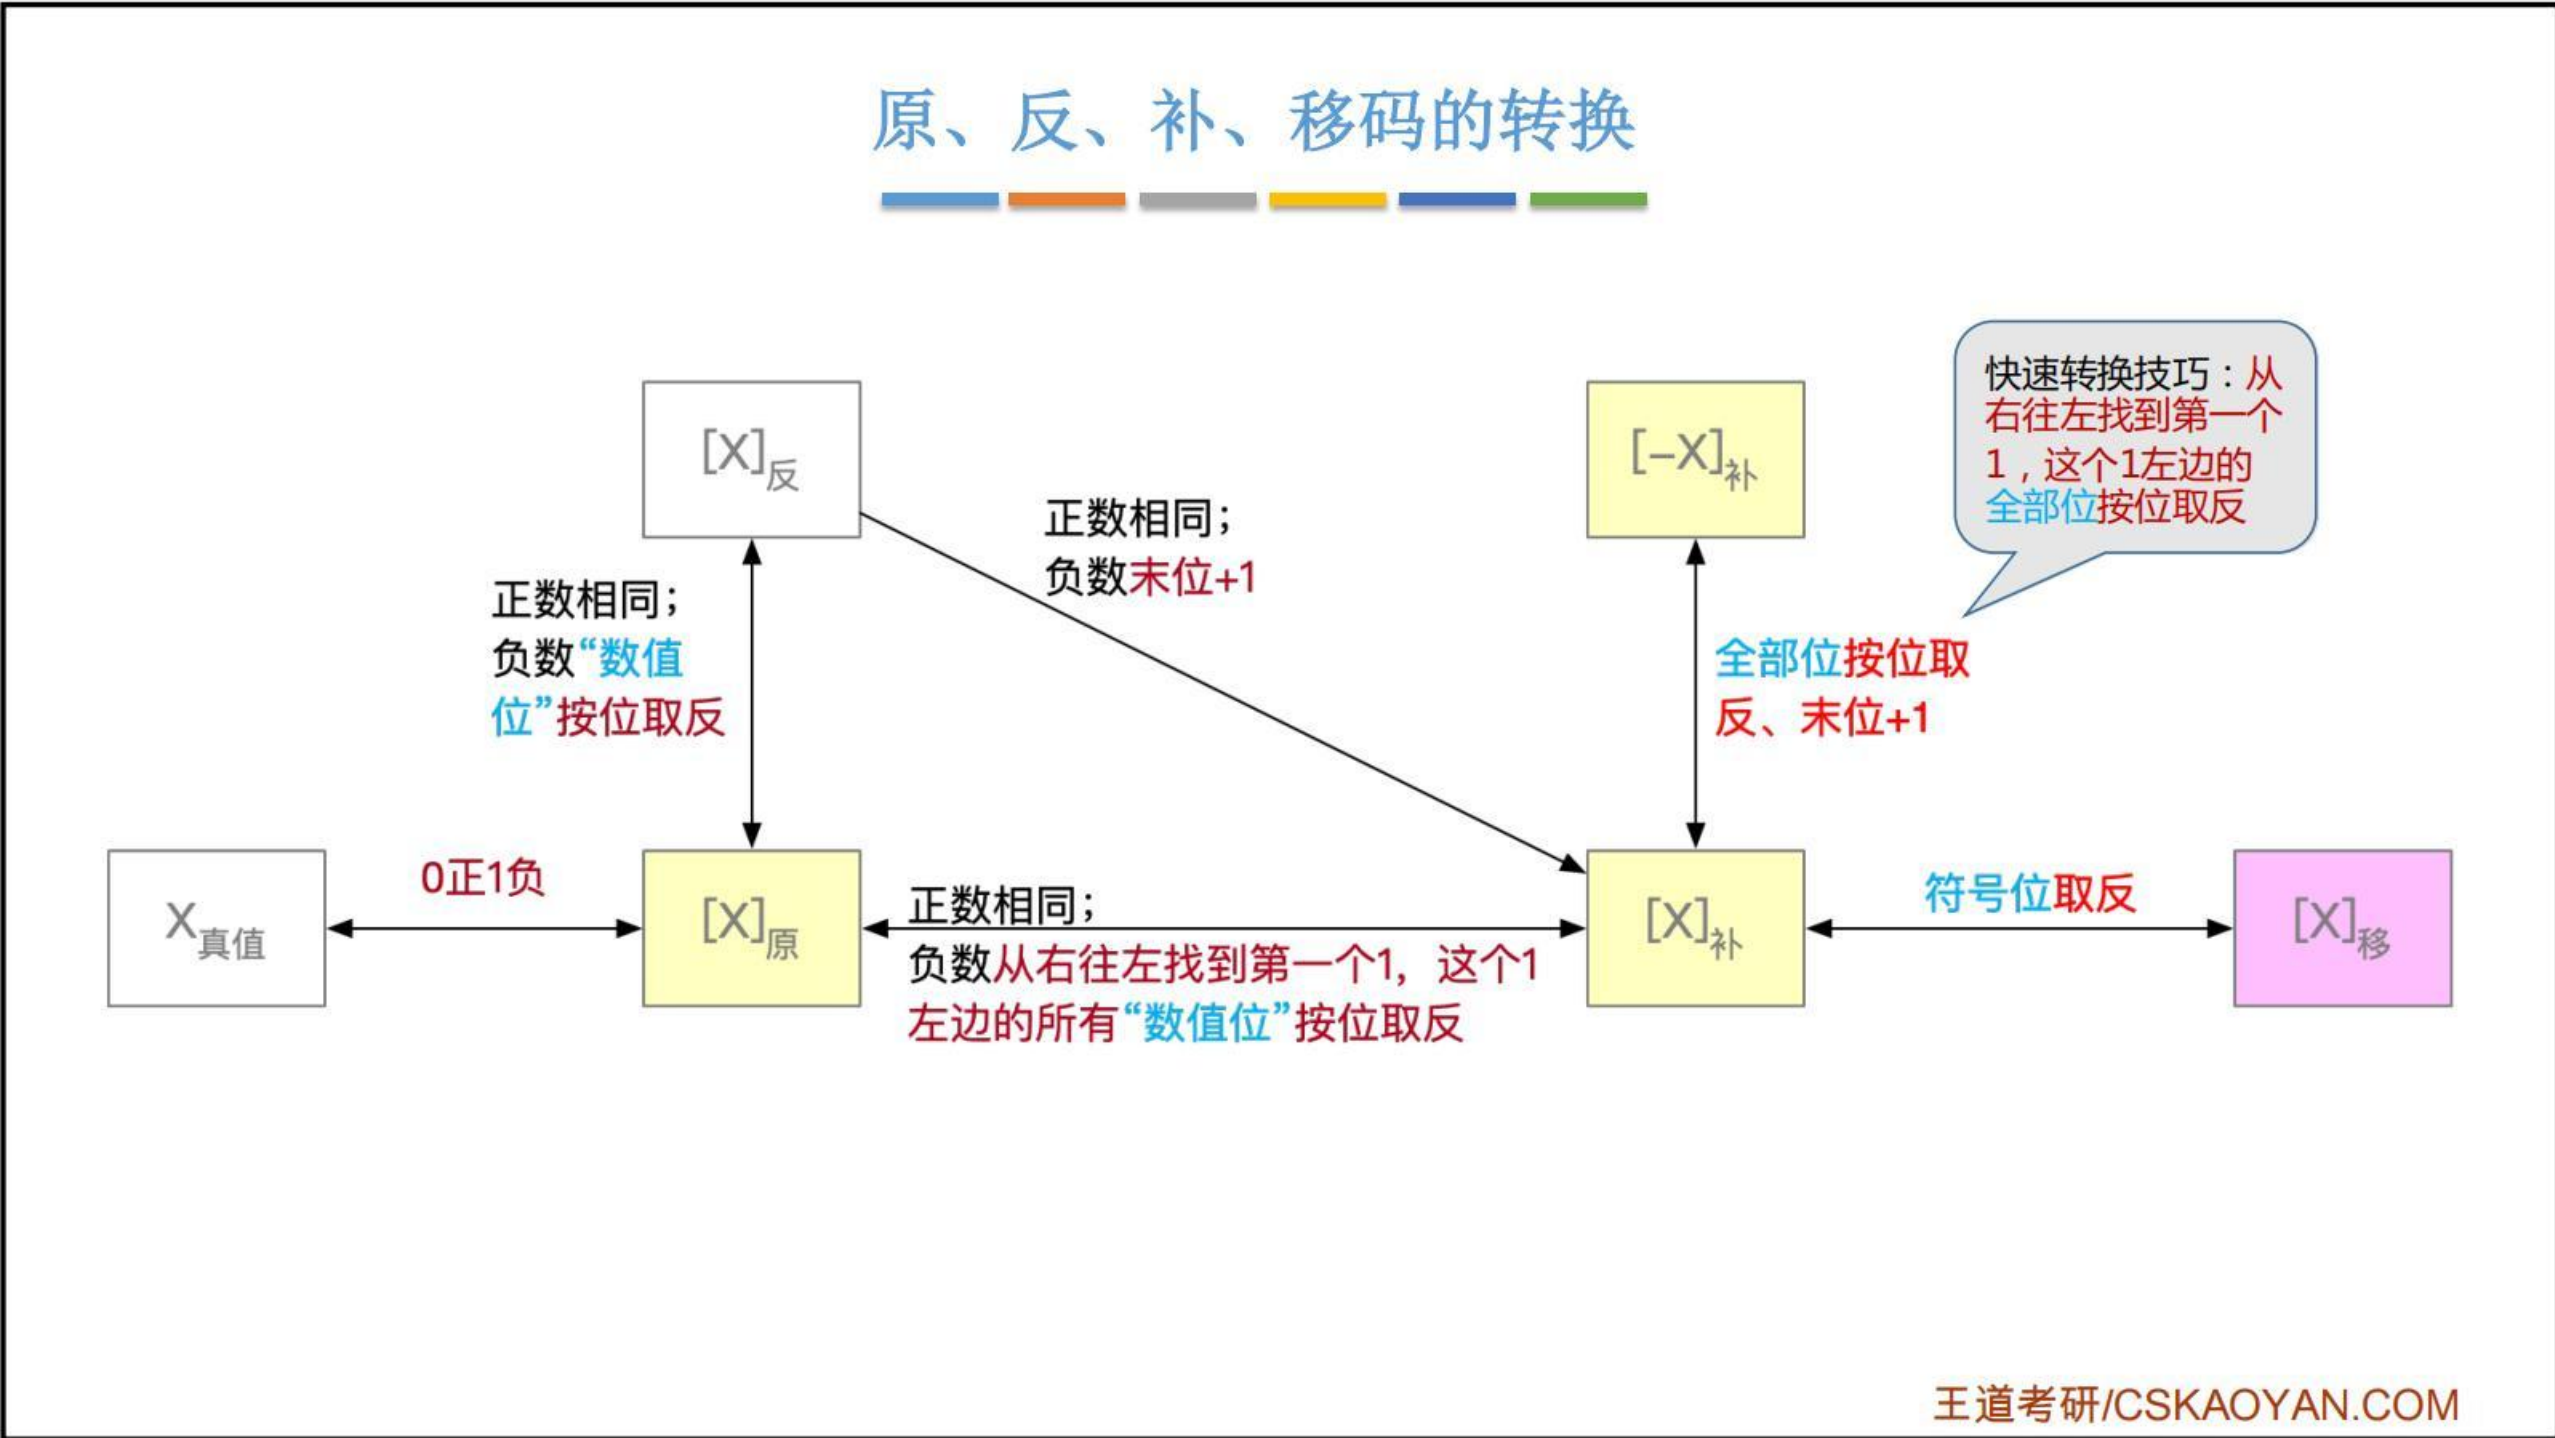 原、反、补、移码的转换
快速转换技巧：从
右往左找到第一个
1，这个1左边的
全部位按位取反
[X]反
[-X]补
正数相同；
负数末位+1
正数相同；
负数“数值
位”按位取反
全部位按位取
反、末位+1
X真值
0正1负
[X]原
正数相同；
负数从右往左找到第一个1，这个1
左边的所有“数值位”按位取反
[X]补
符号位取反
[X]移
王道考研/CSKAOYAN.COM